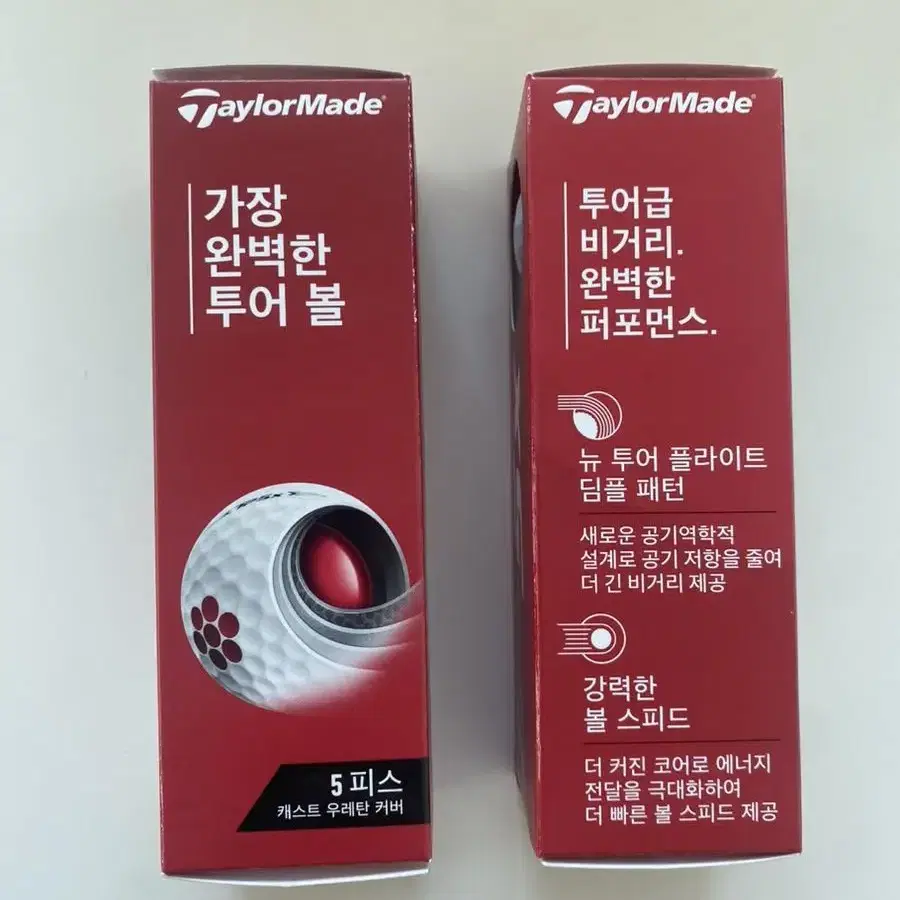 TaylorMade
가장
완벽한
투어 볼
TP5x
5 피스
캐스트 우레탄 커버
TaylorMade
투어급
비거리.
완벽한
퍼포먼스.
뉴 투어 플라이트
딤플 패턴
새로운 공기역학적
설계로 공기 저항을 줄여
더 긴 비거리 제공
강력한
볼 스피드
더 커진 코어로 에너지
전달을 극대화하여
더 빠른 볼 스피드 제공